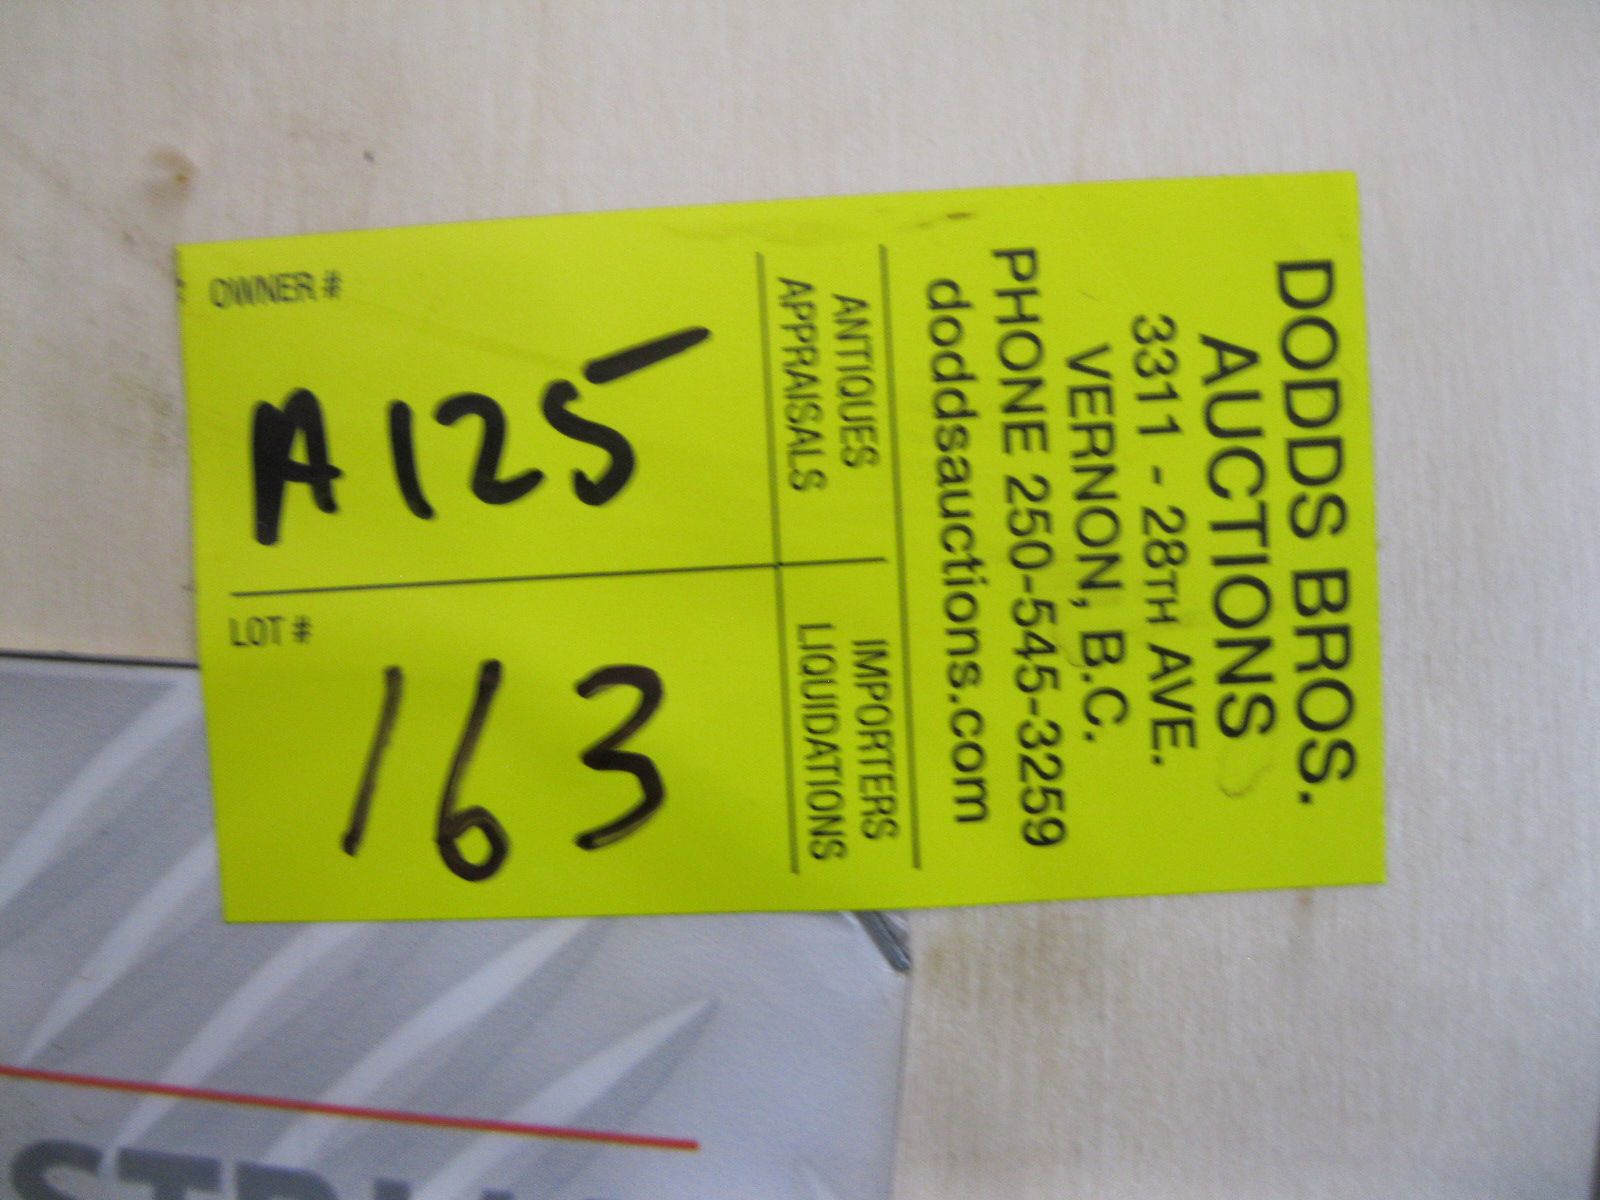 DODDS BROS.
AUCTIONS
3311 - 28TH AVE.
VERNON, B.C.
PHONE 250-545-3259
doddsauctions.com
ANTIQUES
APPRAISALS
IMPORTERS
LIQUIDATIONS
OWNER #
A125
LOT #
163